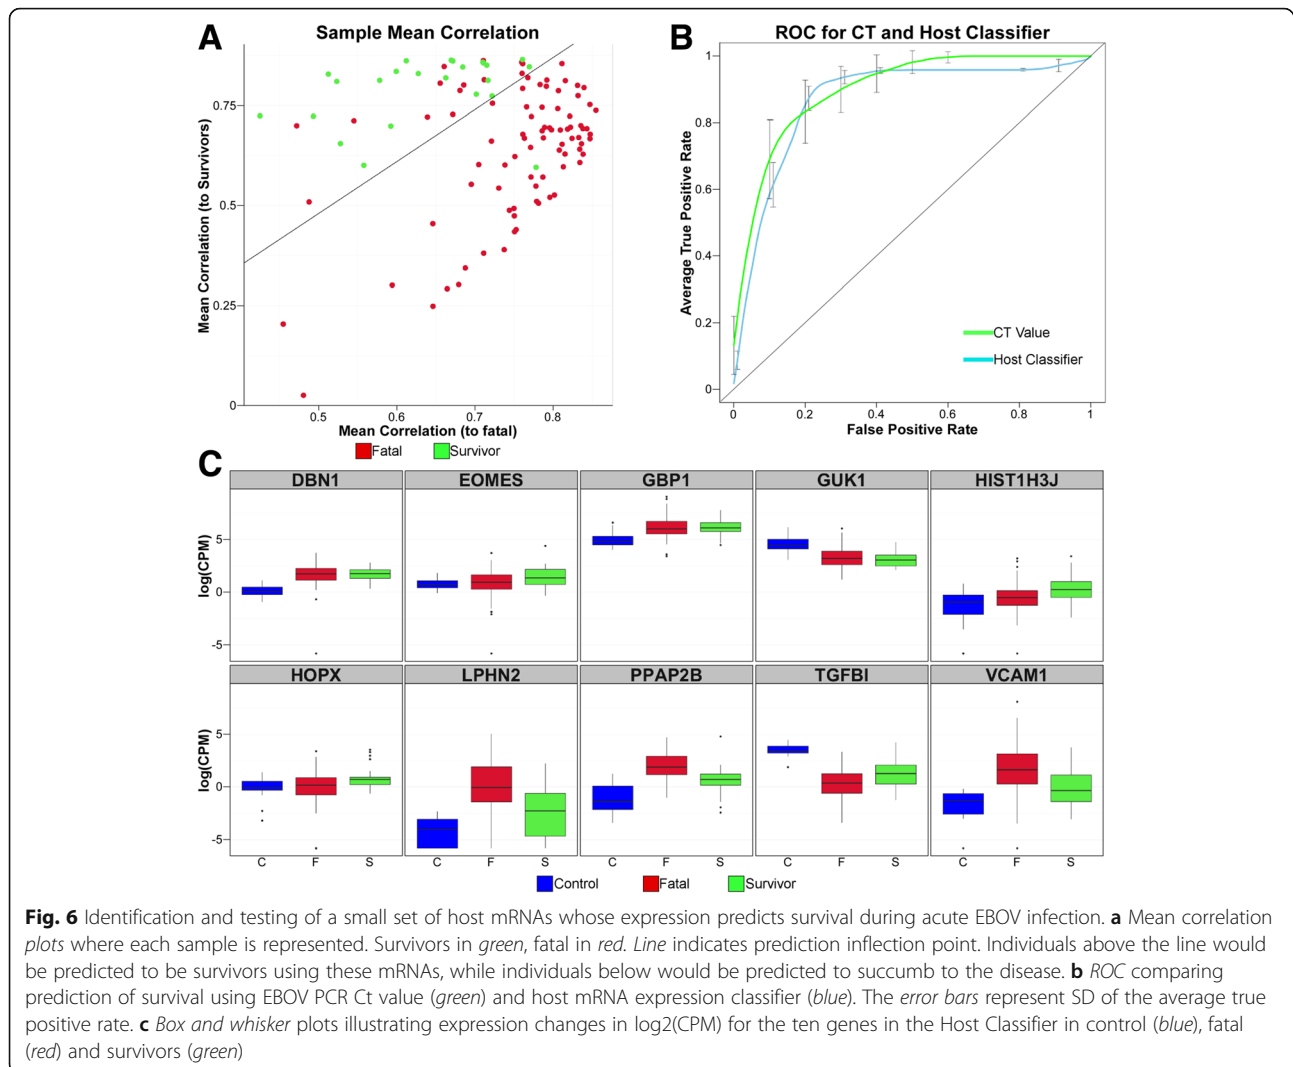 A
Sample Mean Correlation
Mean Correlation (to Survivors)
0.75
0.5
0.25
0
0.5 0.6 0.7 0.8
Mean Correlation (to fatal)
Fatal Survivor
B
ROC for CT and Host Classifier
Average True Positive Rate
1
0.8
0.6
0.4
0.2
0
CT Value
Host Classifier
0 0.2 0.4 0.6 0.8 1
False Positive Rate
C
DBN1 EOMES GBP1 GUK1 HIST1H3J
log(CPM)
5
0
-5
HOPX LPHN2 PPAP2B TGFBI VCAM1
log(CPM)
5
0
-5
C F S C F S C F S C F S C F S
Control Fatal Survivor
Fig. 6 Identification and testing of a small set of host mRNAs whose expression predicts survival during acute EBOV infection. a Mean correlation
plots where each sample is represented. Survivors in green, fatal in red. Line indicates prediction inflection point. Individuals above the line would
be predicted to be survivors using these mRNAs, while individuals below would be predicted to succumb to the disease. b ROC comparing
prediction of survival using EBOV PCR Ct value (green) and host mRNA expression classifier (blue). The error bars represent SD of the average true
positive rate. c Box and whisker plots illustrating expression changes in log2(CPM) for the ten genes in the Host Classifier in control (blue), fatal
(red) and survivors (green)